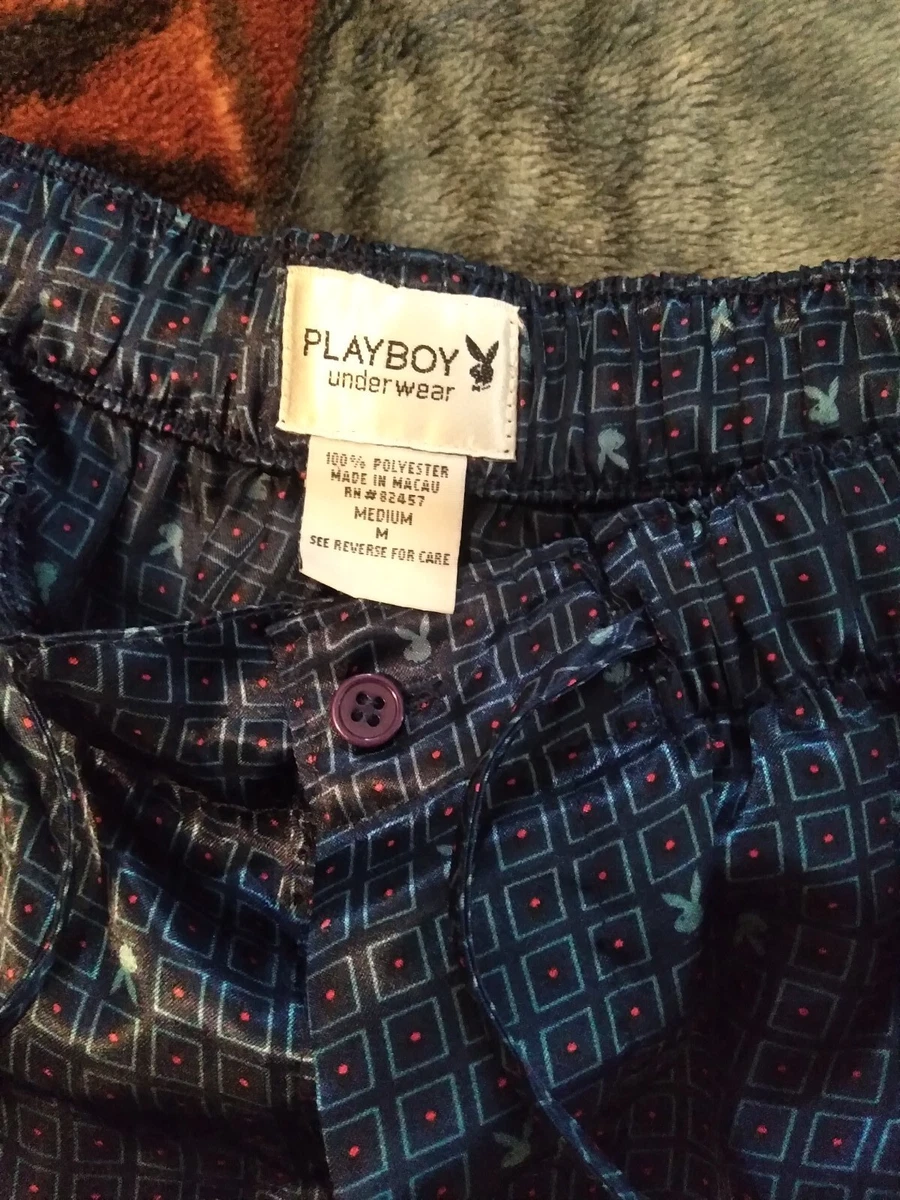 PLAYBOY
underwear
100% POLYESTER
MADE IN MACAU
RN#82457
MEDIUM
M
SEE REVERSE FOR CARE